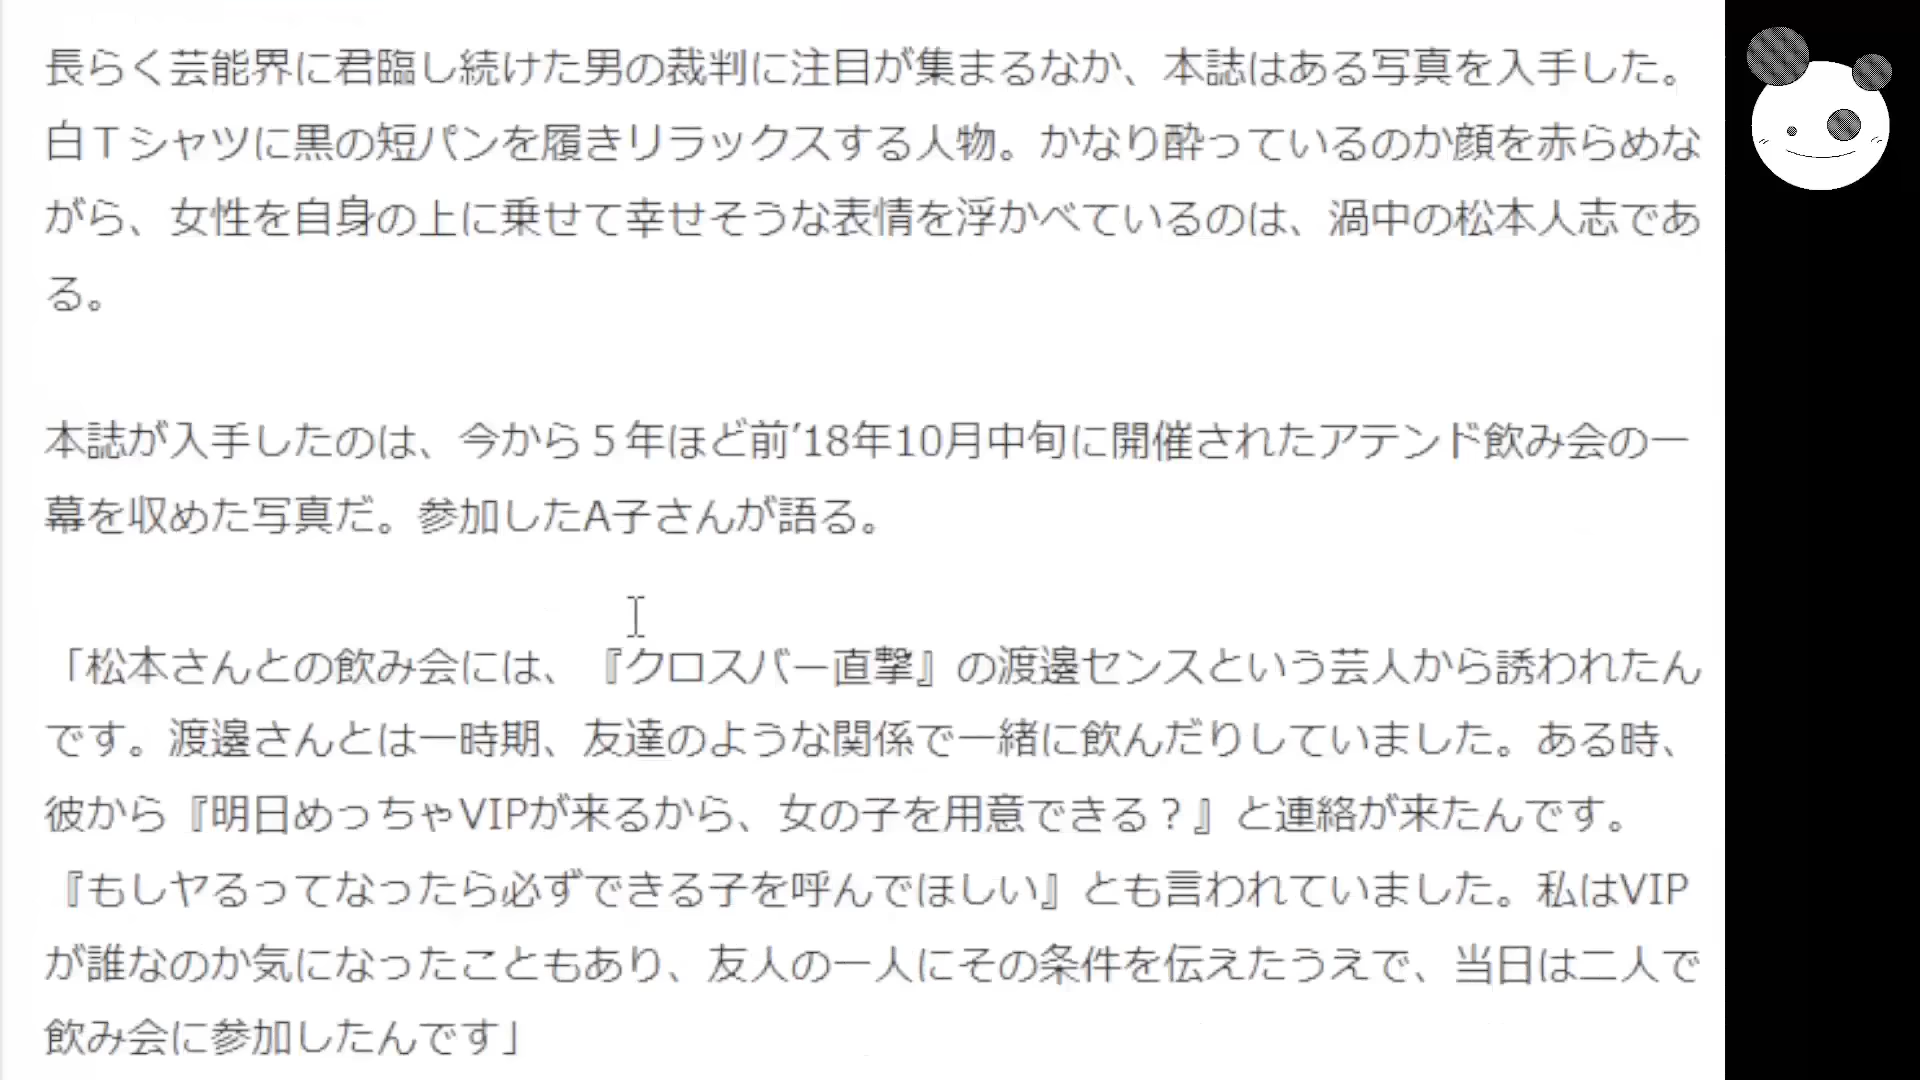 長らく芸能界に君臨し続けた男の裁判に注目が集まるなか、本誌はある写真を入手した。
白Ｔシャツに黒の短パンを履きリラックスする人物。かなり酔っているのか顔を赤らめな
がら、女性を自身の上に乗せて幸せそうな表情を浮かべているのは、渦中の松本人志であ
る。
本誌が入手したのは、今から５年ほど前’18年10月中旬に開催されたアテンド飲み会の一
幕を収めた写真だ。参加したA子さんが語る。
「松本さんとの飲み会には、『クロスバー直撃』の渡邊センスという芸人から誘われたん
です。渡邊さんとは一時期、友達のような関係で一緒に飲んだりしていました。ある時、
彼から『明日めっちゃVIPが来るから、女の子を用意できる？』と連絡が来たんです。
『もしヤるってなったら必ずできる子を呼んでほしい』とも言われていました。私はVIP
が誰なのか気になったこともあり、友人の一人にその条件を伝えたうえで、当日は二人で
飲み会に参加したんです」